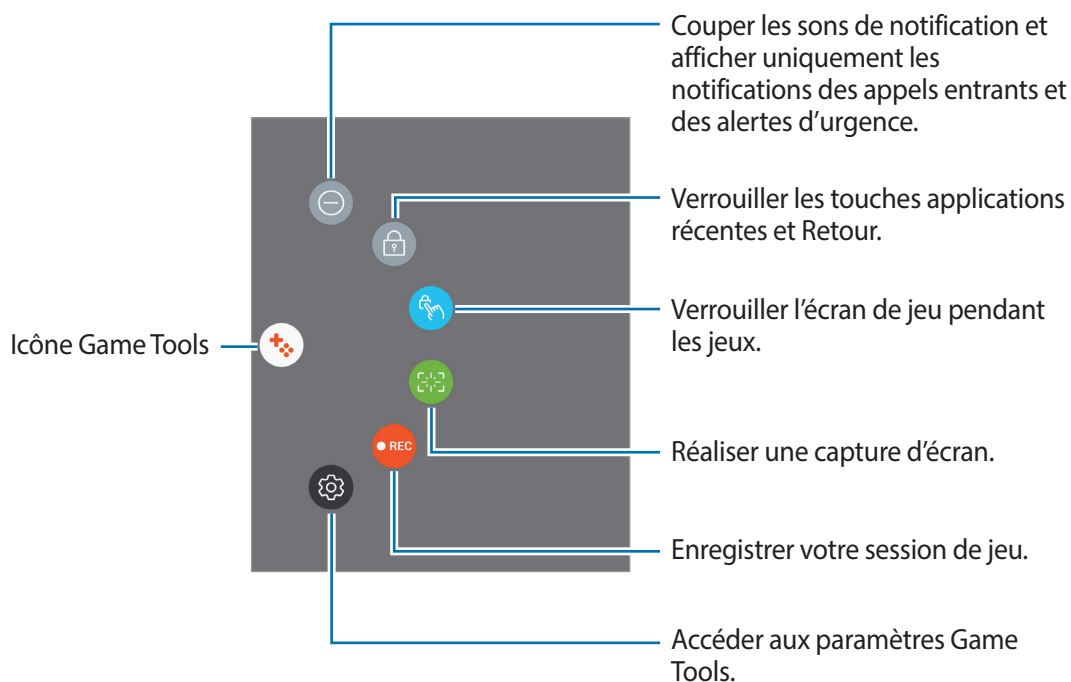 Couper les sons de notification et
afficher uniquement les
notifications des appels entrants et
des alertes d’urgence.
Verrouiller les touches applications
récentes et Retour.
Verrouiller l’écran de jeu pendant
les jeux.
Icône Game Tools
REC
Réaliser une capture d’écran.
Enregistrer votre session de jeu.
Accéder aux paramètres Game
Tools.